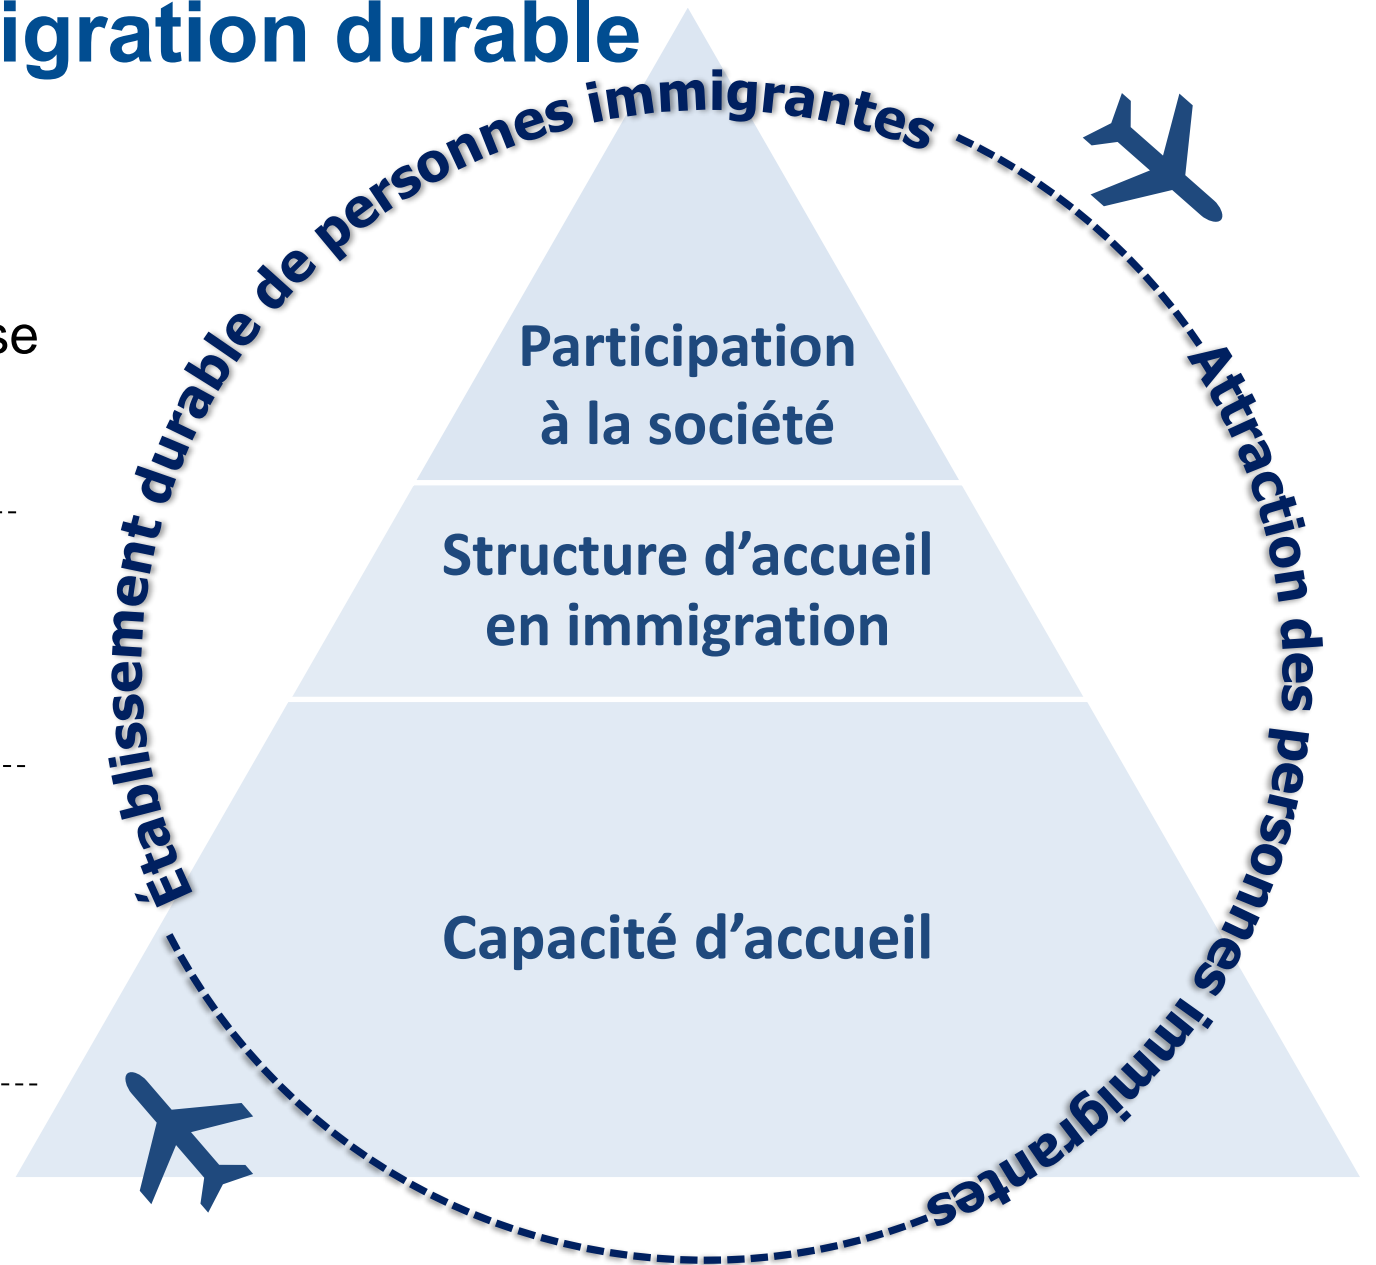 igration durable
Établissement durable de personnes immigrantes
Attraction des personnes immigrantes
se
Participation
à la société
Structure d’accueil
en immigration
Capacité d’accueil